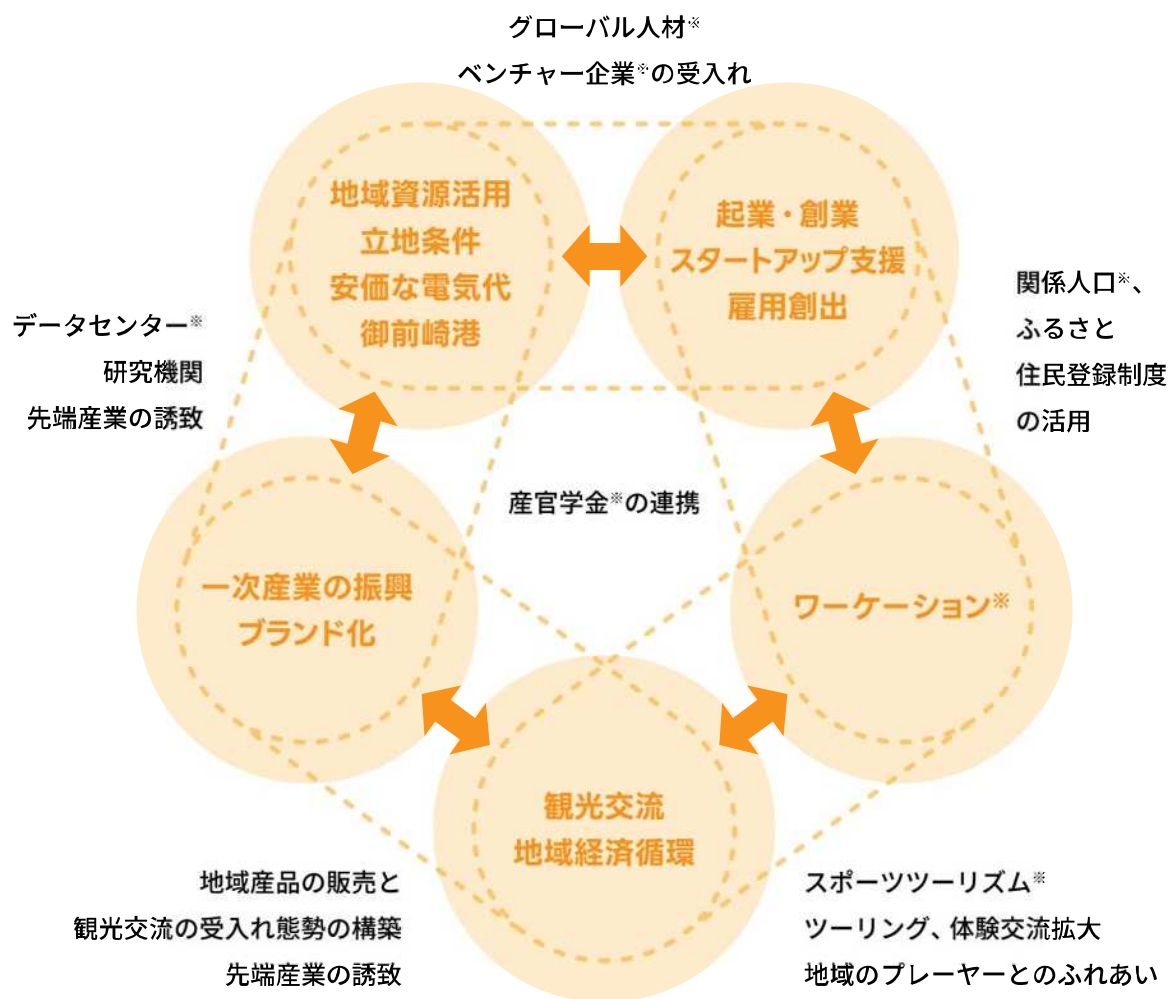 グローバル人材※
ベンチャー企業※の受入れ
地域資源活用
立地条件
安価な電気代
御前崎港
起業・創業
スタートアップ支援
雇用創出
関係人口※、
ふるさと
住民登録制度
の活用
データセンター※
研究機関
先端産業の誘致
産官学金※の連携
一次産業の振興
ブランド化
ワーケーション※
観光交流
地域経済循環
地域産品の販売と
観光交流の受入れ態勢の構築
先端産業の誘致
スポーツツーリズム※
ツーリング、体験交流拡大
地域のプレーヤーとのふれあい